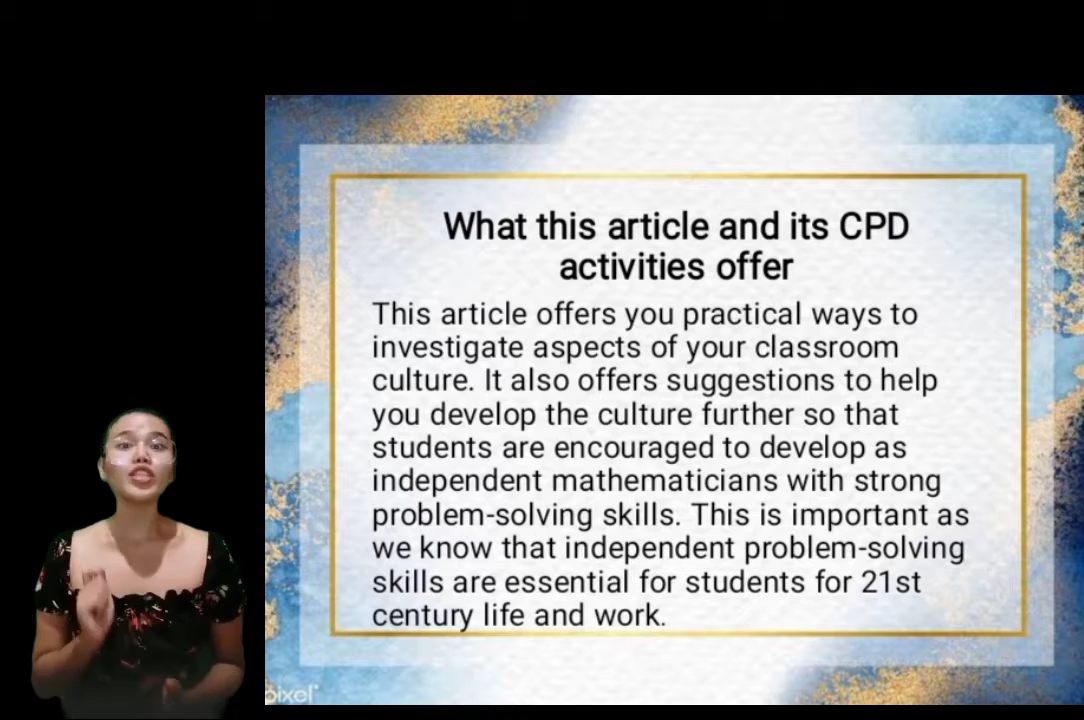 What this article and its CPD
activities offer
This article offers you practical ways to
investigate aspects of your classroom
culture. It also offers suggestions to help
you develop the culture further so that
students are encouraged to develop as
independent mathematicians with strong
problem-solving skills. This is important as
we know that independent problem-solving
skills are essential for students for 21st
century life and work.
pixel